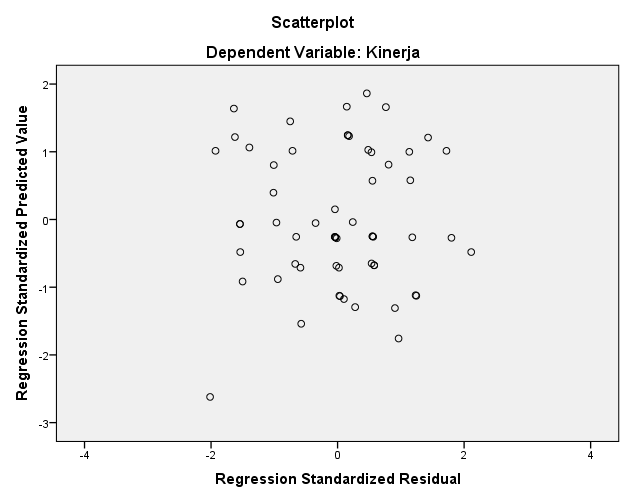 Scatterplot
Dependent Variable: Kinerja
Regression Standardized Predicted Value
2
1
0
-1
-2
-3
-4
-2
0
2
4
Regression Standardized Residual